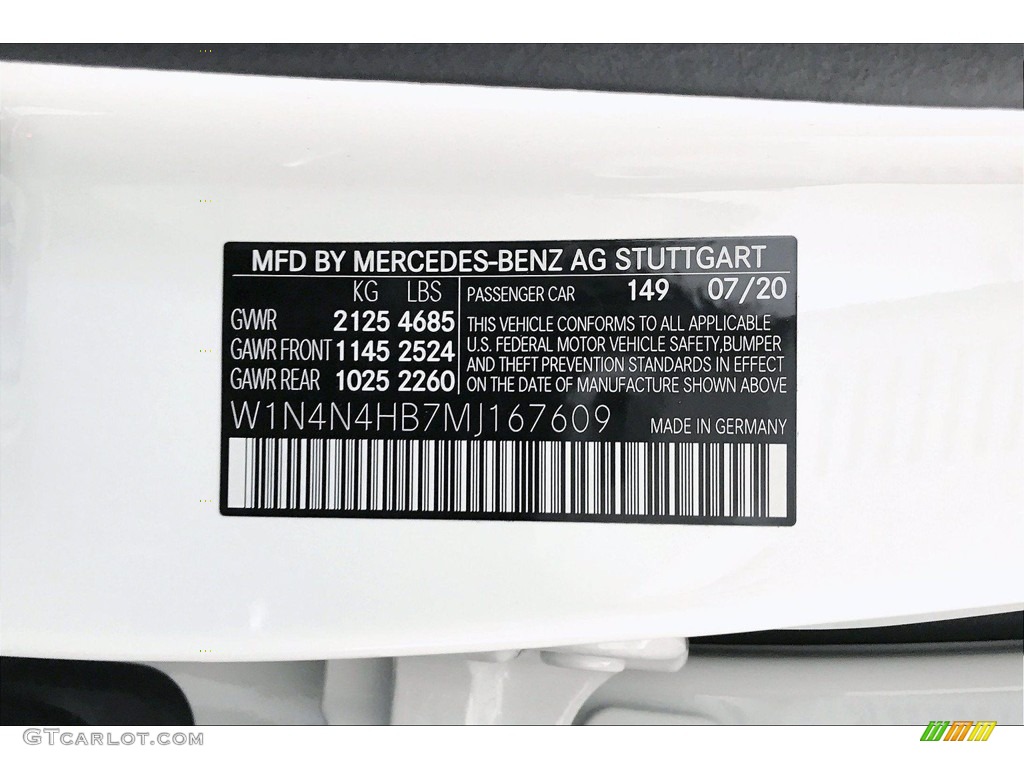 MFD BY MERCEDES-BENZ AG STUTTGART
KG LBS
GVWR 2125 4685
GAWR FRONT 1145 2524
GAWR REAR 1025 2260
PASSENGER CAR 149 07/20
THIS VEHICLE CONFORMS TO ALL APPLICABLE
U.S. FEDERAL MOTOR VEHICLE SAFETY,BUMPER
AND THEFT PREVENTION STANDARDS IN EFFECT
ON THE DATE OF MANUFACTURE SHOWN ABOVE
W1N4N4HB7MJ167609 MADE IN GERMANY
GTCARLOT.COM